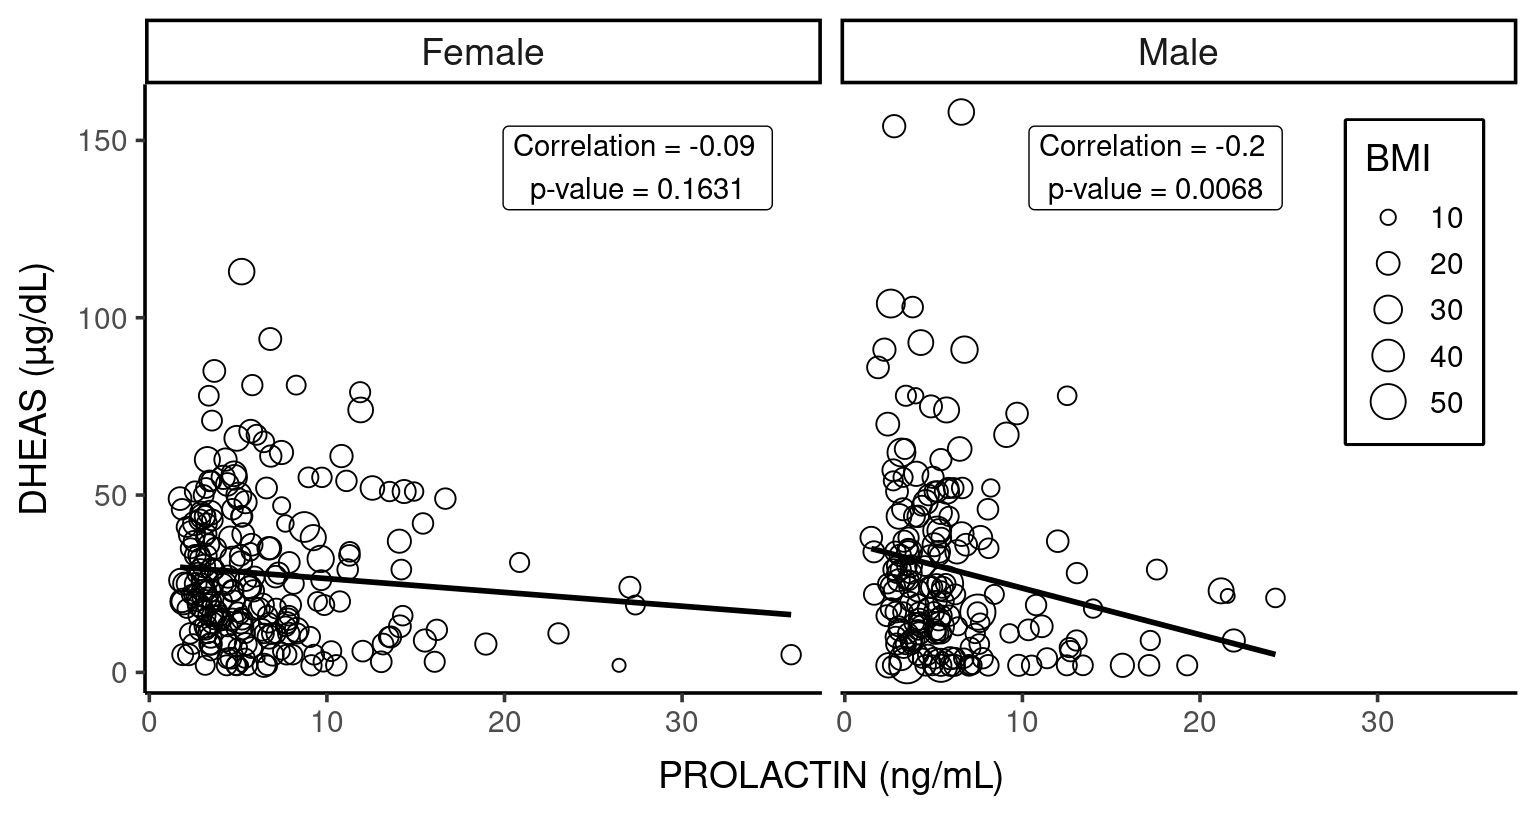 Female
Male
Correlation = -0.09
p-value = 0.1631
Correlation = -0.2
p-value = 0.0068
BMI
10
20
30
40
50
DHEAS (µg/dL)
150
100
50
0
0 10 20 30
0 10 20 30
PROLACTIN (ng/mL)